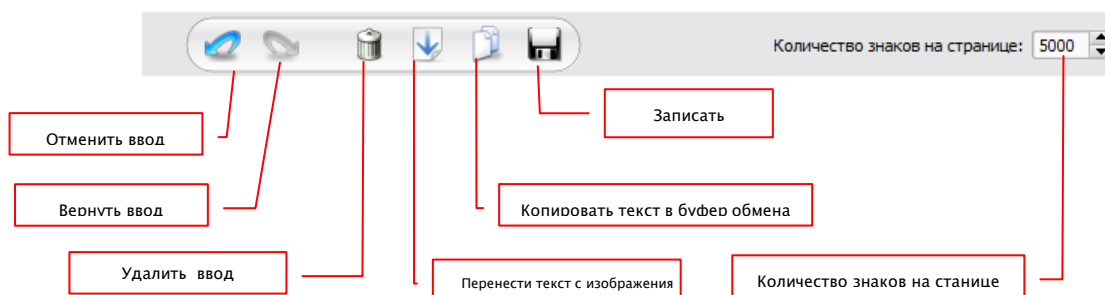 Количество знаков на странице: 5000
Записать
Отменить ввод
Вернуть ввод
Копировать текст в буфер обмена
Удалить ввод
Перенести текст с изображения
Количество знаков на станице